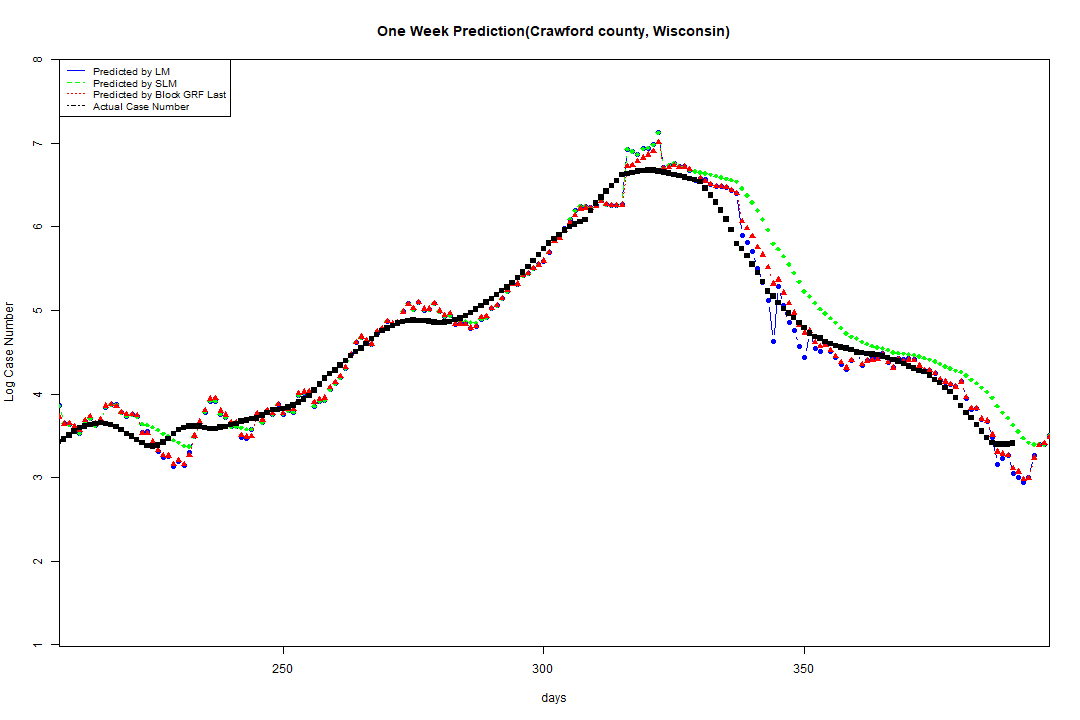 One Week Prediction(Crawford county, Wisconsin)
Predicted by LM
Predicted by SLM
Predicted by Block GRF Last
Actual Case Number
8
7
6
5
4
3
2
1
Log Case Number
250
300
350
days